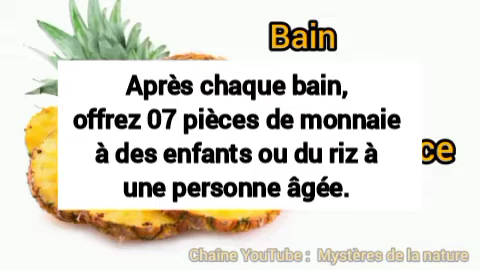 Bain
Après chaque bain,
offrez 07 pièces de monnaie
à des enfants ou du riz à
une personne âgée.
Chaîne YouTube : Mystères de la nature